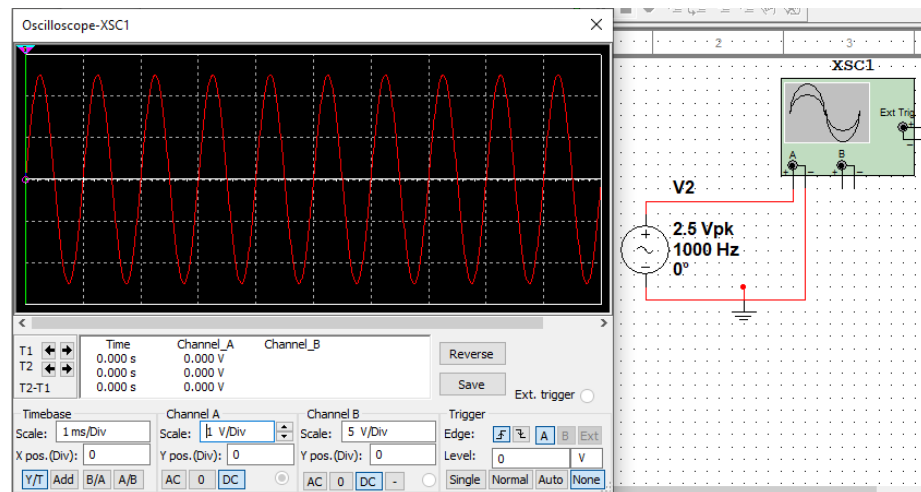 Oscilloscope-XSC1
Time Channel_A Channel_B
T1 0.000 s 0.000 V
T2 0.000 s 0.000 V
T2-T1 0.000 s 0.000 V
Reverse
Save
Ext. trigger
Timebase
Scale: 1 ms/Div
X pos.(Div): 0
Y/T Add B/A A/B
Channel A
Scale: 1 V/Div
Y pos.(Div): 0
AC 0 DC
Channel B
Scale: 5 V/Div
Y pos.(Div): 0
AC 0 DC -
Trigger
Edge: A B Ext
Level: 0 V
Single Normal Auto None
2 3
XSC1
Ext Trig
+
-
A B
+ - + -
V2
+
-
2.5 Vpk
1000 Hz
0°